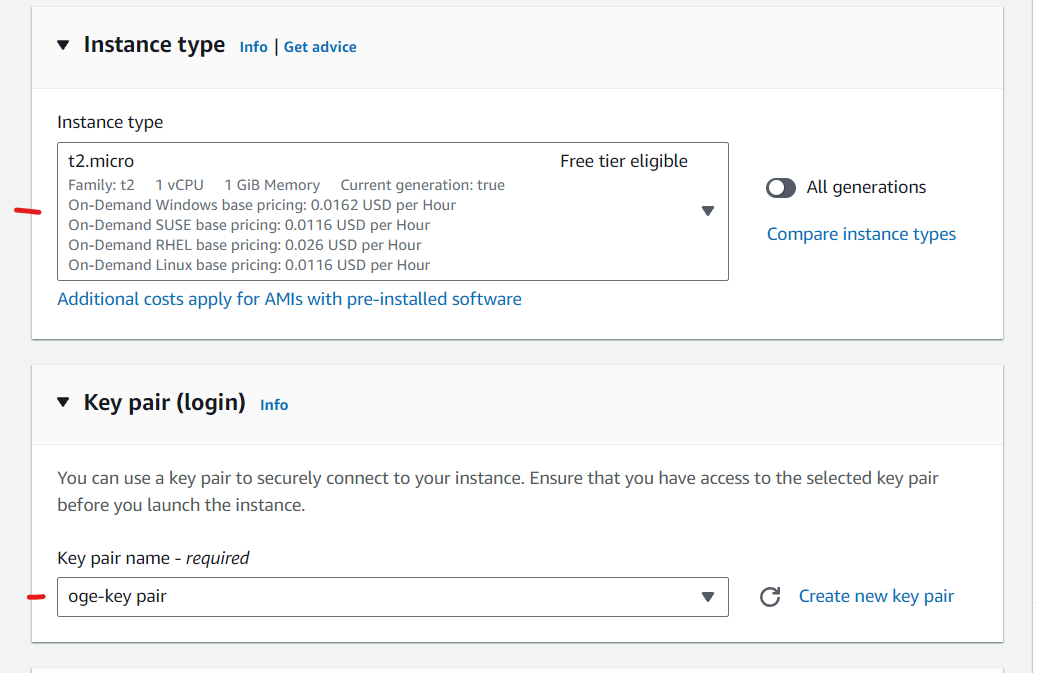 Instance type Info | Get advice
Instance type
t2.micro Free tier eligible
Family: t2 1 vCPU 1 GiB Memory Current generation: true
On-Demand Windows base pricing: 0.0162 USD per Hour
On-Demand SUSE base pricing: 0.0116 USD per Hour
On-Demand RHEL base pricing: 0.026 USD per Hour
On-Demand Linux base pricing: 0.0116 USD per Hour
All generations
Compare instance types
Additional costs apply for AMIs with pre-installed software
Key pair (login) Info
You can use a key pair to securely connect to your instance. Ensure that you have access to the selected key pair
before you launch the instance.
Key pair name - required
oge-key pair
Create new key pair